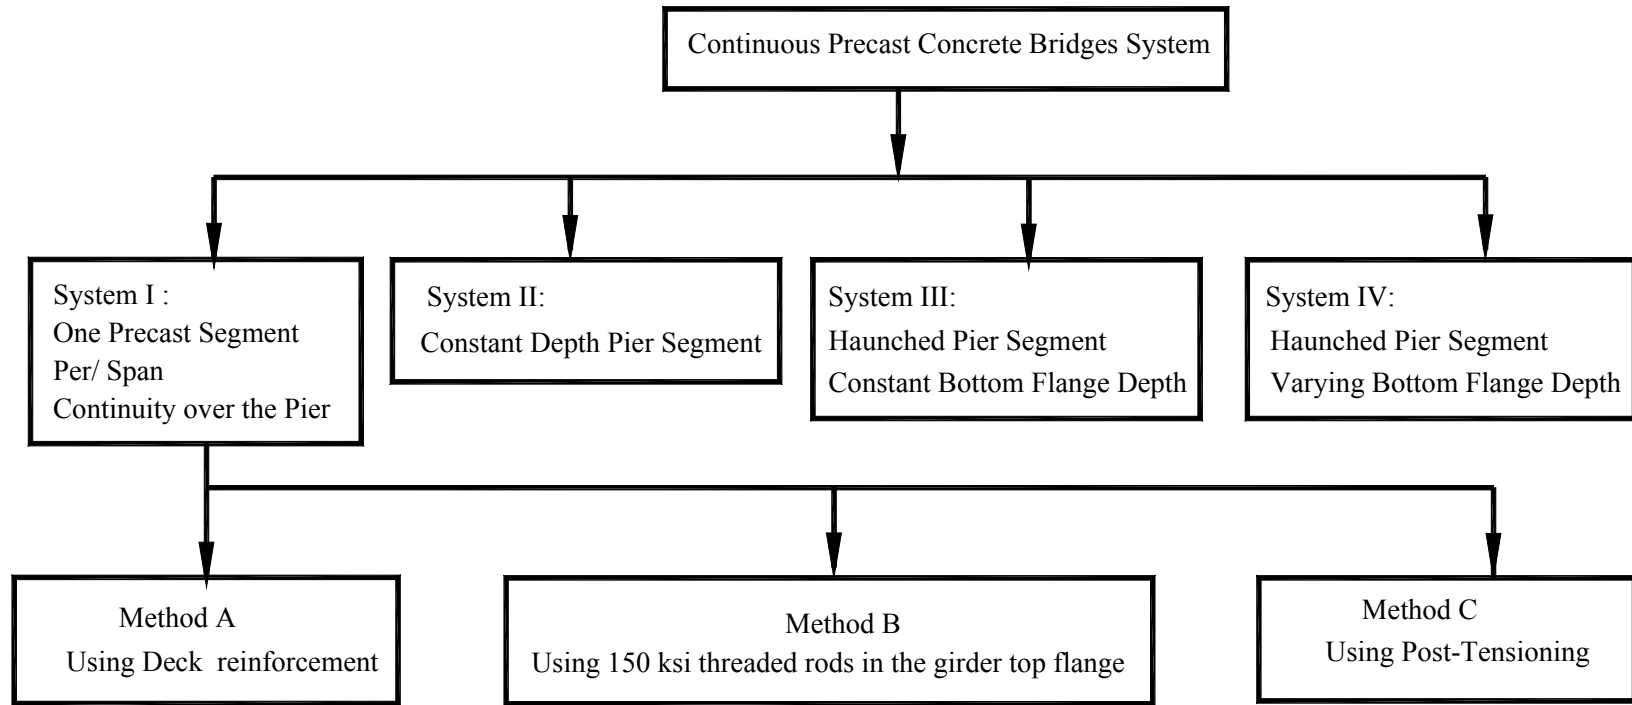 Continuous Precast Concrete Bridges System
System I :
One Precast Segment
Per/ Span
Continuity over the Pier
System II:
Constant Depth Pier Segment
System III:
Haunched Pier Segment
Constant Bottom Flange Depth
System IV:
Haunched Pier Segment
Varying Bottom Flange Depth
Method A
Using Deck reinforcement
Method B
Using 150 ksi threaded rods in the girder top flange
Method C
Using Post-Tensioning